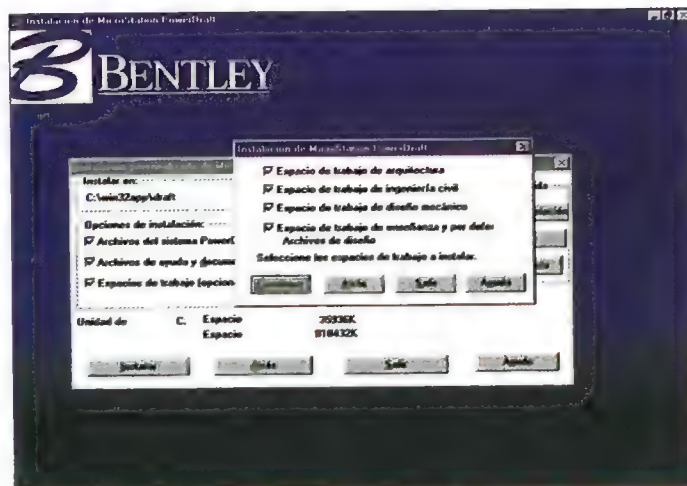 Instalación de MicroStation PowerDraft
BENTLEY
Instalar en:
C:\win32app\draft
Opciones de instalación:
Archivos del sistema PowerD
Archivos de ayuda y docume
Espacios de trabajo (opcion
Instalación de MicroStation PowerDraft
Espacio de trabajo de arquitectura
Espacio de trabajo de ingeniería civil
Espacio de trabajo de diseño mecánico
Espacio de trabajo de enseñanza y por defec
Archivos de diseño
Seleccione los espacios de trabajo a instalar.
Atrás
Salir
Ayuda
Unidad de C. Espacio 35936K
Espacio 918432K
Instalar
Atrás
Salir
Ayuda